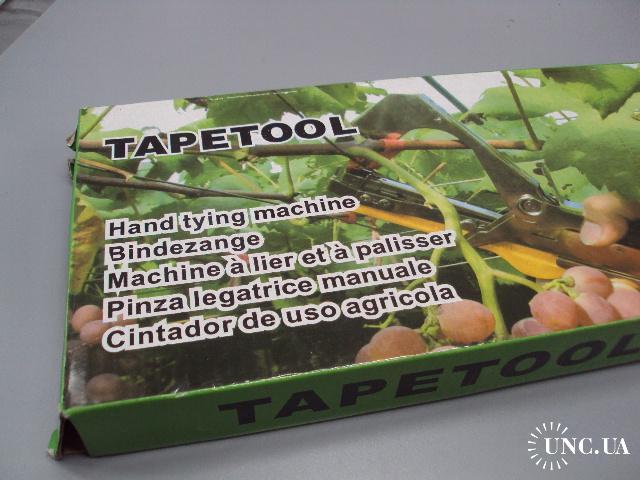 TAPETOOL
Hand tying machine
Bindezange
Machine à lier et à palisser
Pinza legatrice manuale
Cintador de uso agricola
TAPETOOL
UNC.UA